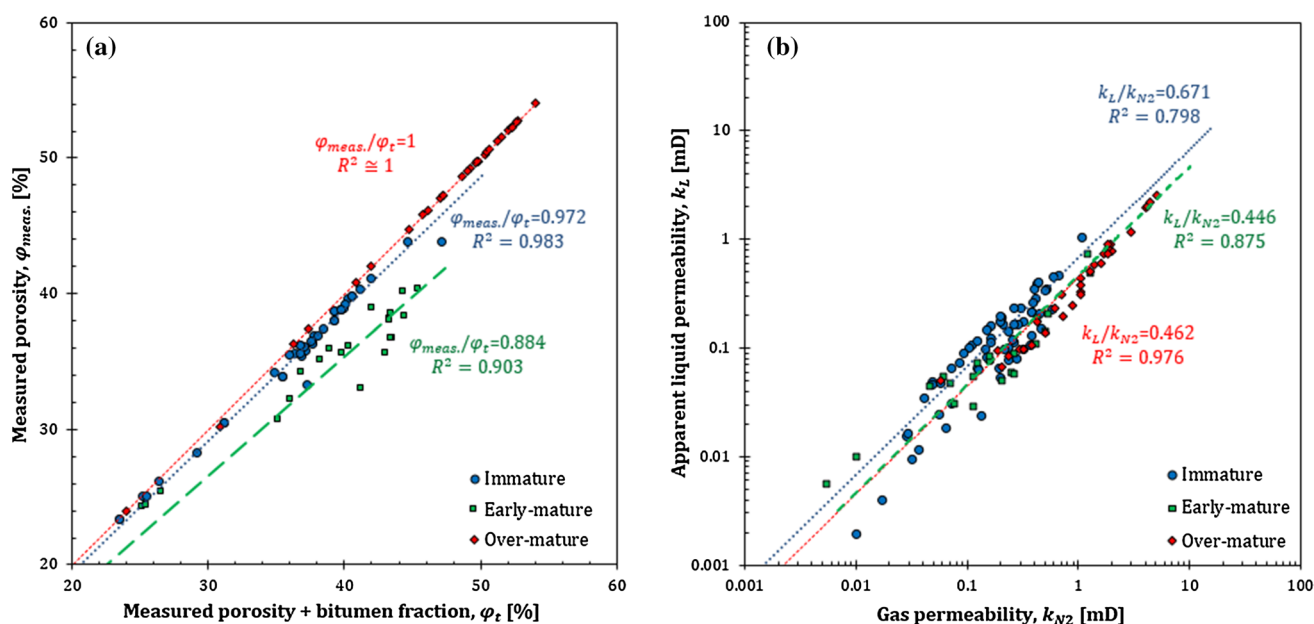 (a)
Measured porosity, φmeas. [%]
60
50
40
30
20
φmeas./φt=1
R² ≅ 1
φmeas./φt=0.972
R² = 0.983
φmeas./φt=0.884
R² = 0.903
Immature
Early-mature
Over-mature
20 30 40 50 60
Measured porosity + bitumen fraction, φt [%]
(b)
Apparent liquid permeability, kL [mD]
100
10
1
0.1
0.01
0.001
kL/kN2=0.671
R² = 0.798
kL/kN2=0.446
R² = 0.875
kL/kN2=0.462
R² = 0.976
Immature
Early-mature
Over-mature
0.001 0.01 0.1 1 10 100
Gas permeability, kN2 [mD]